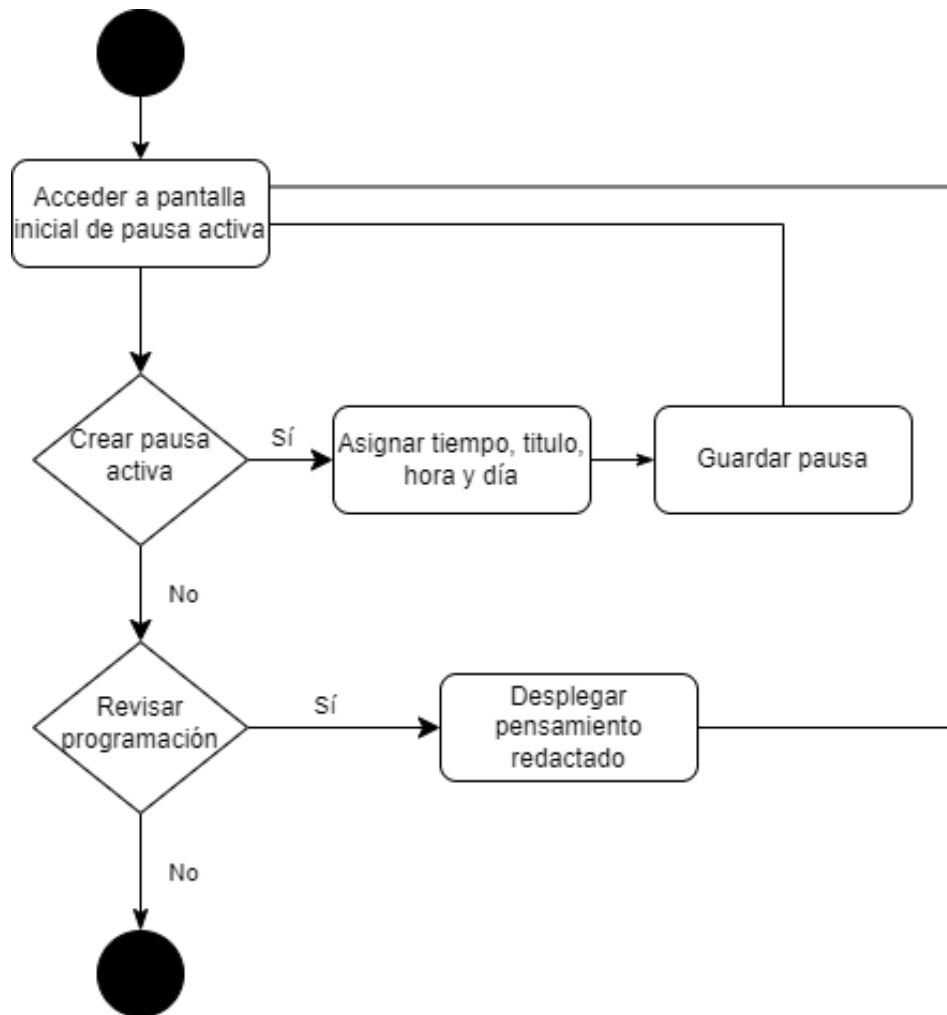 Acceder a pantalla
inicial de pausa activa
Crear pausa
activa
Sí
Asignar tiempo, titulo,
hora y día
Guardar pausa
No
Revisar
programación
Sí
Desplegar
pensamiento
redactado
No